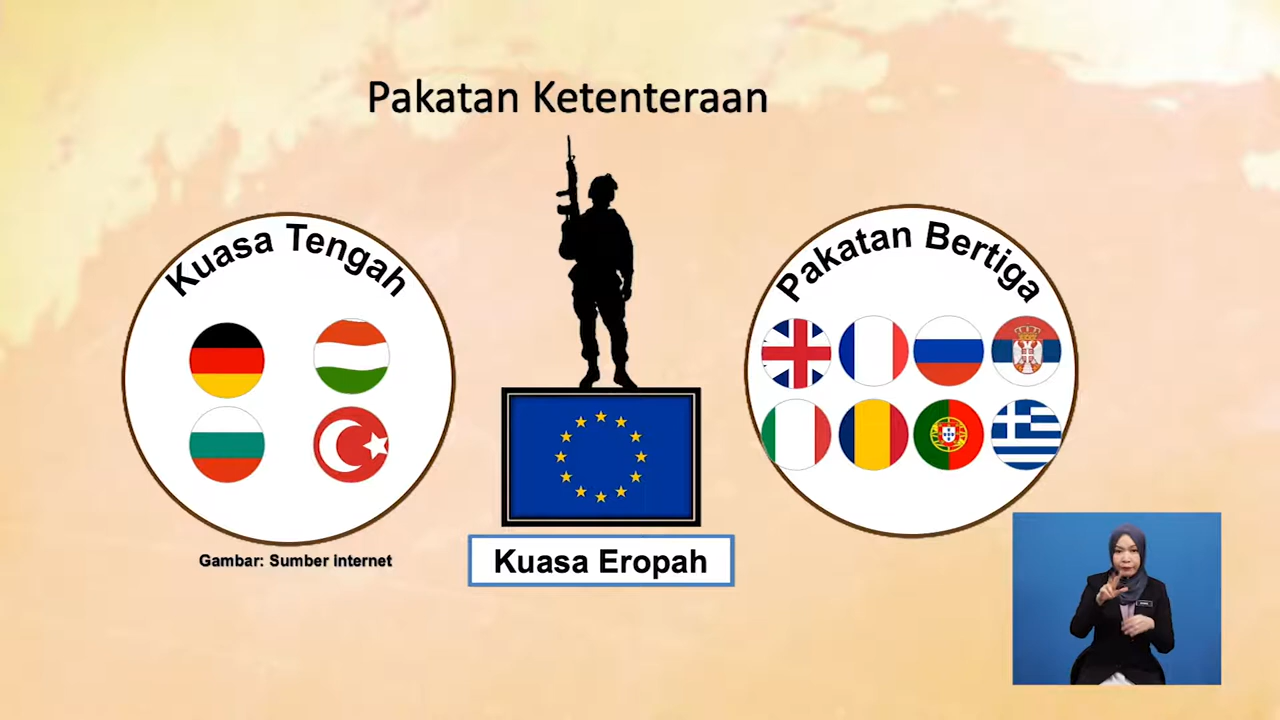 Pakatan Ketenteraan
Kuasa Tengah
Pakatan Bertiga
Gambar: Sumber internet
Kuasa Eropah